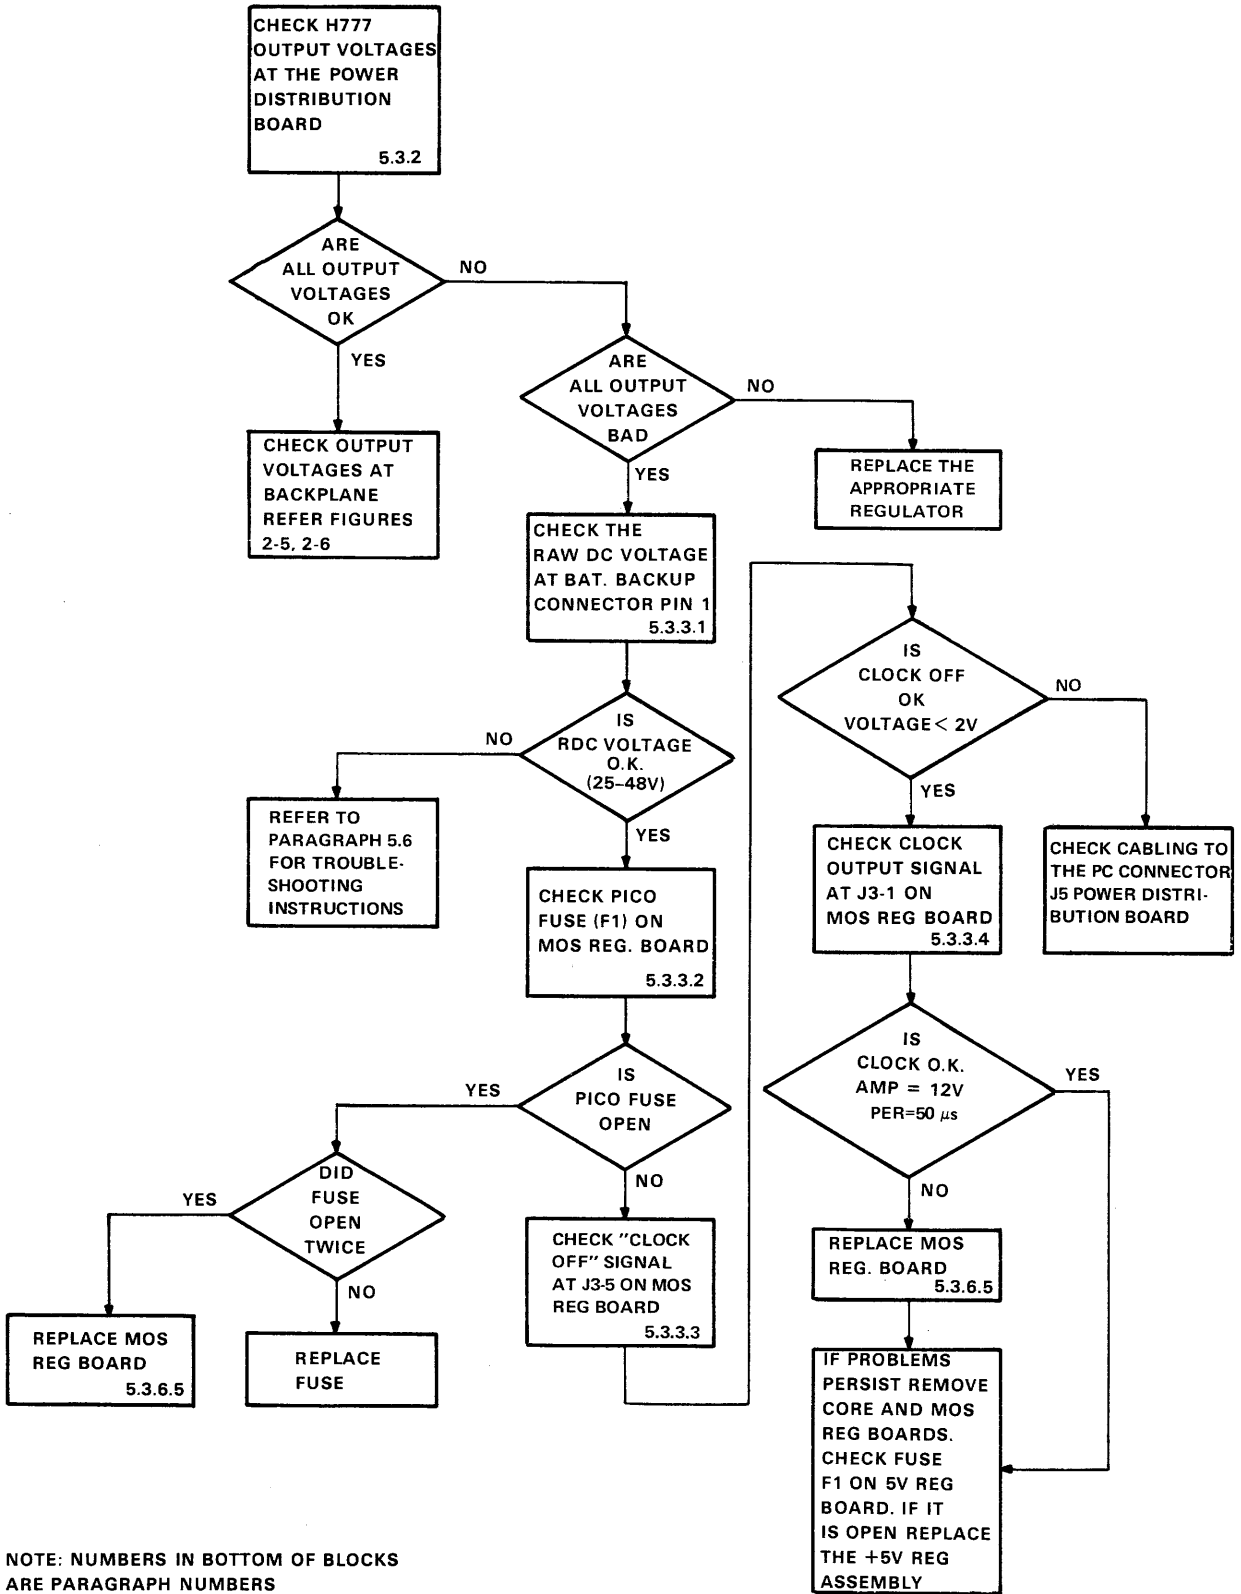 CHECK H777
OUTPUT VOLTAGES
AT THE POWER
DISTRIBUTION
BOARD
5.3.2
ARE
ALL OUTPUT
VOLTAGES
OK
NO
YES
CHECK OUTPUT
VOLTAGES AT
BACKPLANE
REFER FIGURES
2-5, 2-6
ARE
ALL OUTPUT
VOLTAGES
BAD
NO
YES
REPLACE THE
APPROPRIATE
REGULATOR
CHECK THE
RAW DC VOLTAGE
AT BAT. BACKUP
CONNECTOR PIN 1
5.3.3.1
IS
RDC VOLTAGE
O.K.
(25-48V)
NO
YES
REFER TO
PARAGRAPH 5.6
FOR TROUBLE-
SHOOTING
INSTRUCTIONS
CHECK PICO
FUSE (F1) ON
MOS REG. BOARD
5.3.3.2
IS
PICO FUSE
OPEN
YES
NO
DID
FUSE
OPEN
TWICE
YES
NO
REPLACE MOS
REG BOARD
5.3.6.5
REPLACE
FUSE
CHECK "CLOCK
OFF" SIGNAL
AT J3-5 ON MOS
REG BOARD
5.3.3.3
IS
CLOCK OFF
OK
VOLTAGE < 2V
NO
YES
CHECK CLOCK
OUTPUT SIGNAL
AT J3-1 ON
MOS REG BOARD
5.3.3.4
CHECK CABLING TO
THE PC CONNECTOR
J5 POWER DISTRI-
BUTION BOARD
IS
CLOCK O.K.
AMP = 12V
PER=50 μs
YES
NO
REPLACE MOS
REG. BOARD
5.3.6.5
IF PROBLEMS
PERSIST REMOVE
CORE AND MOS
REG BOARDS.
CHECK FUSE
F1 ON 5V REG
BOARD. IF IT
IS OPEN REPLACE
THE +5V REG
ASSEMBLY
NOTE: NUMBERS IN BOTTOM OF BLOCKS
ARE PARAGRAPH NUMBERS